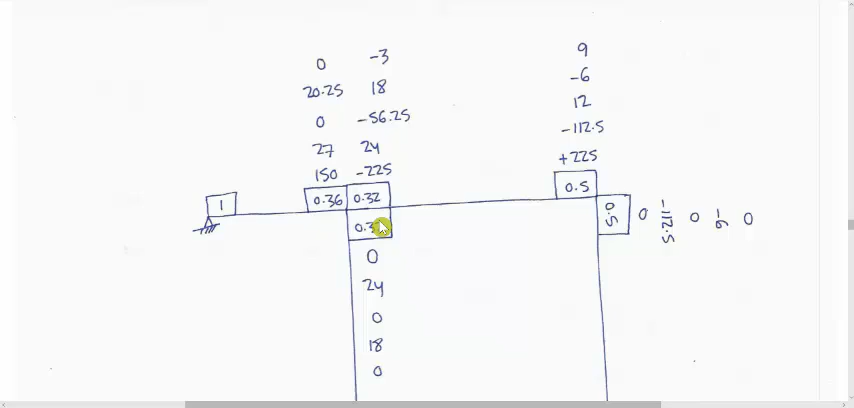 0 -3 9
20.25 18 -6
0 -56.25 12
27 24 -112.5
150 -225 +225
1 0.36 0.32 0.5
0.5 0 -112.5 0 -6 0
0
24
0
18
0